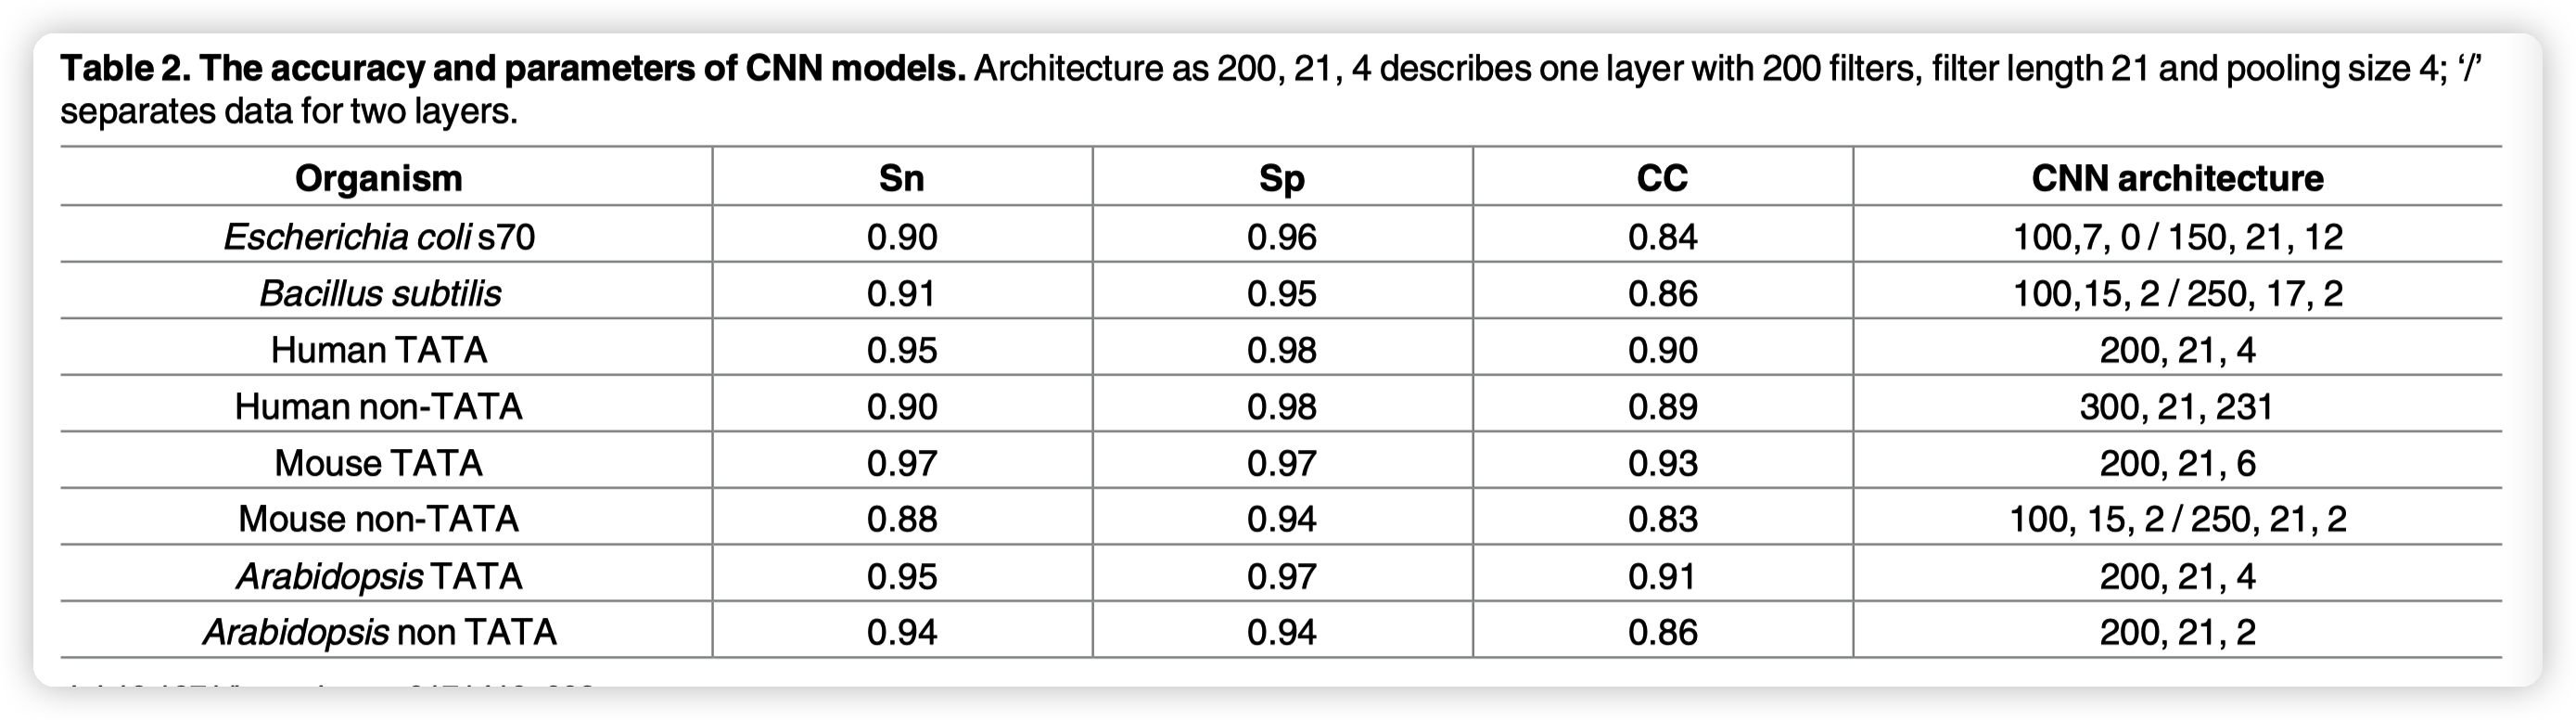 Table 2. The accuracy and parameters of CNN models. Architecture as 200, 21, 4 describes one layer with 200 filters, filter length 21 and pooling size 4; ‘/’
separates data for two layers.
Organism Sn Sp CC CNN architecture
Escherichia coli s70 0.90 0.96 0.84 100,7, 0 / 150, 21, 12
Bacillus subtilis 0.91 0.95 0.86 100,15, 2 / 250, 17, 2
Human TATA 0.95 0.98 0.90 200, 21, 4
Human non-TATA 0.90 0.98 0.89 300, 21, 231
Mouse TATA 0.97 0.97 0.93 200, 21, 6
Mouse non-TATA 0.88 0.94 0.83 100, 15, 2 / 250, 21, 2
Arabidopsis TATA 0.95 0.97 0.91 200, 21, 4
Arabidopsis non TATA 0.94 0.94 0.86 200, 21, 2